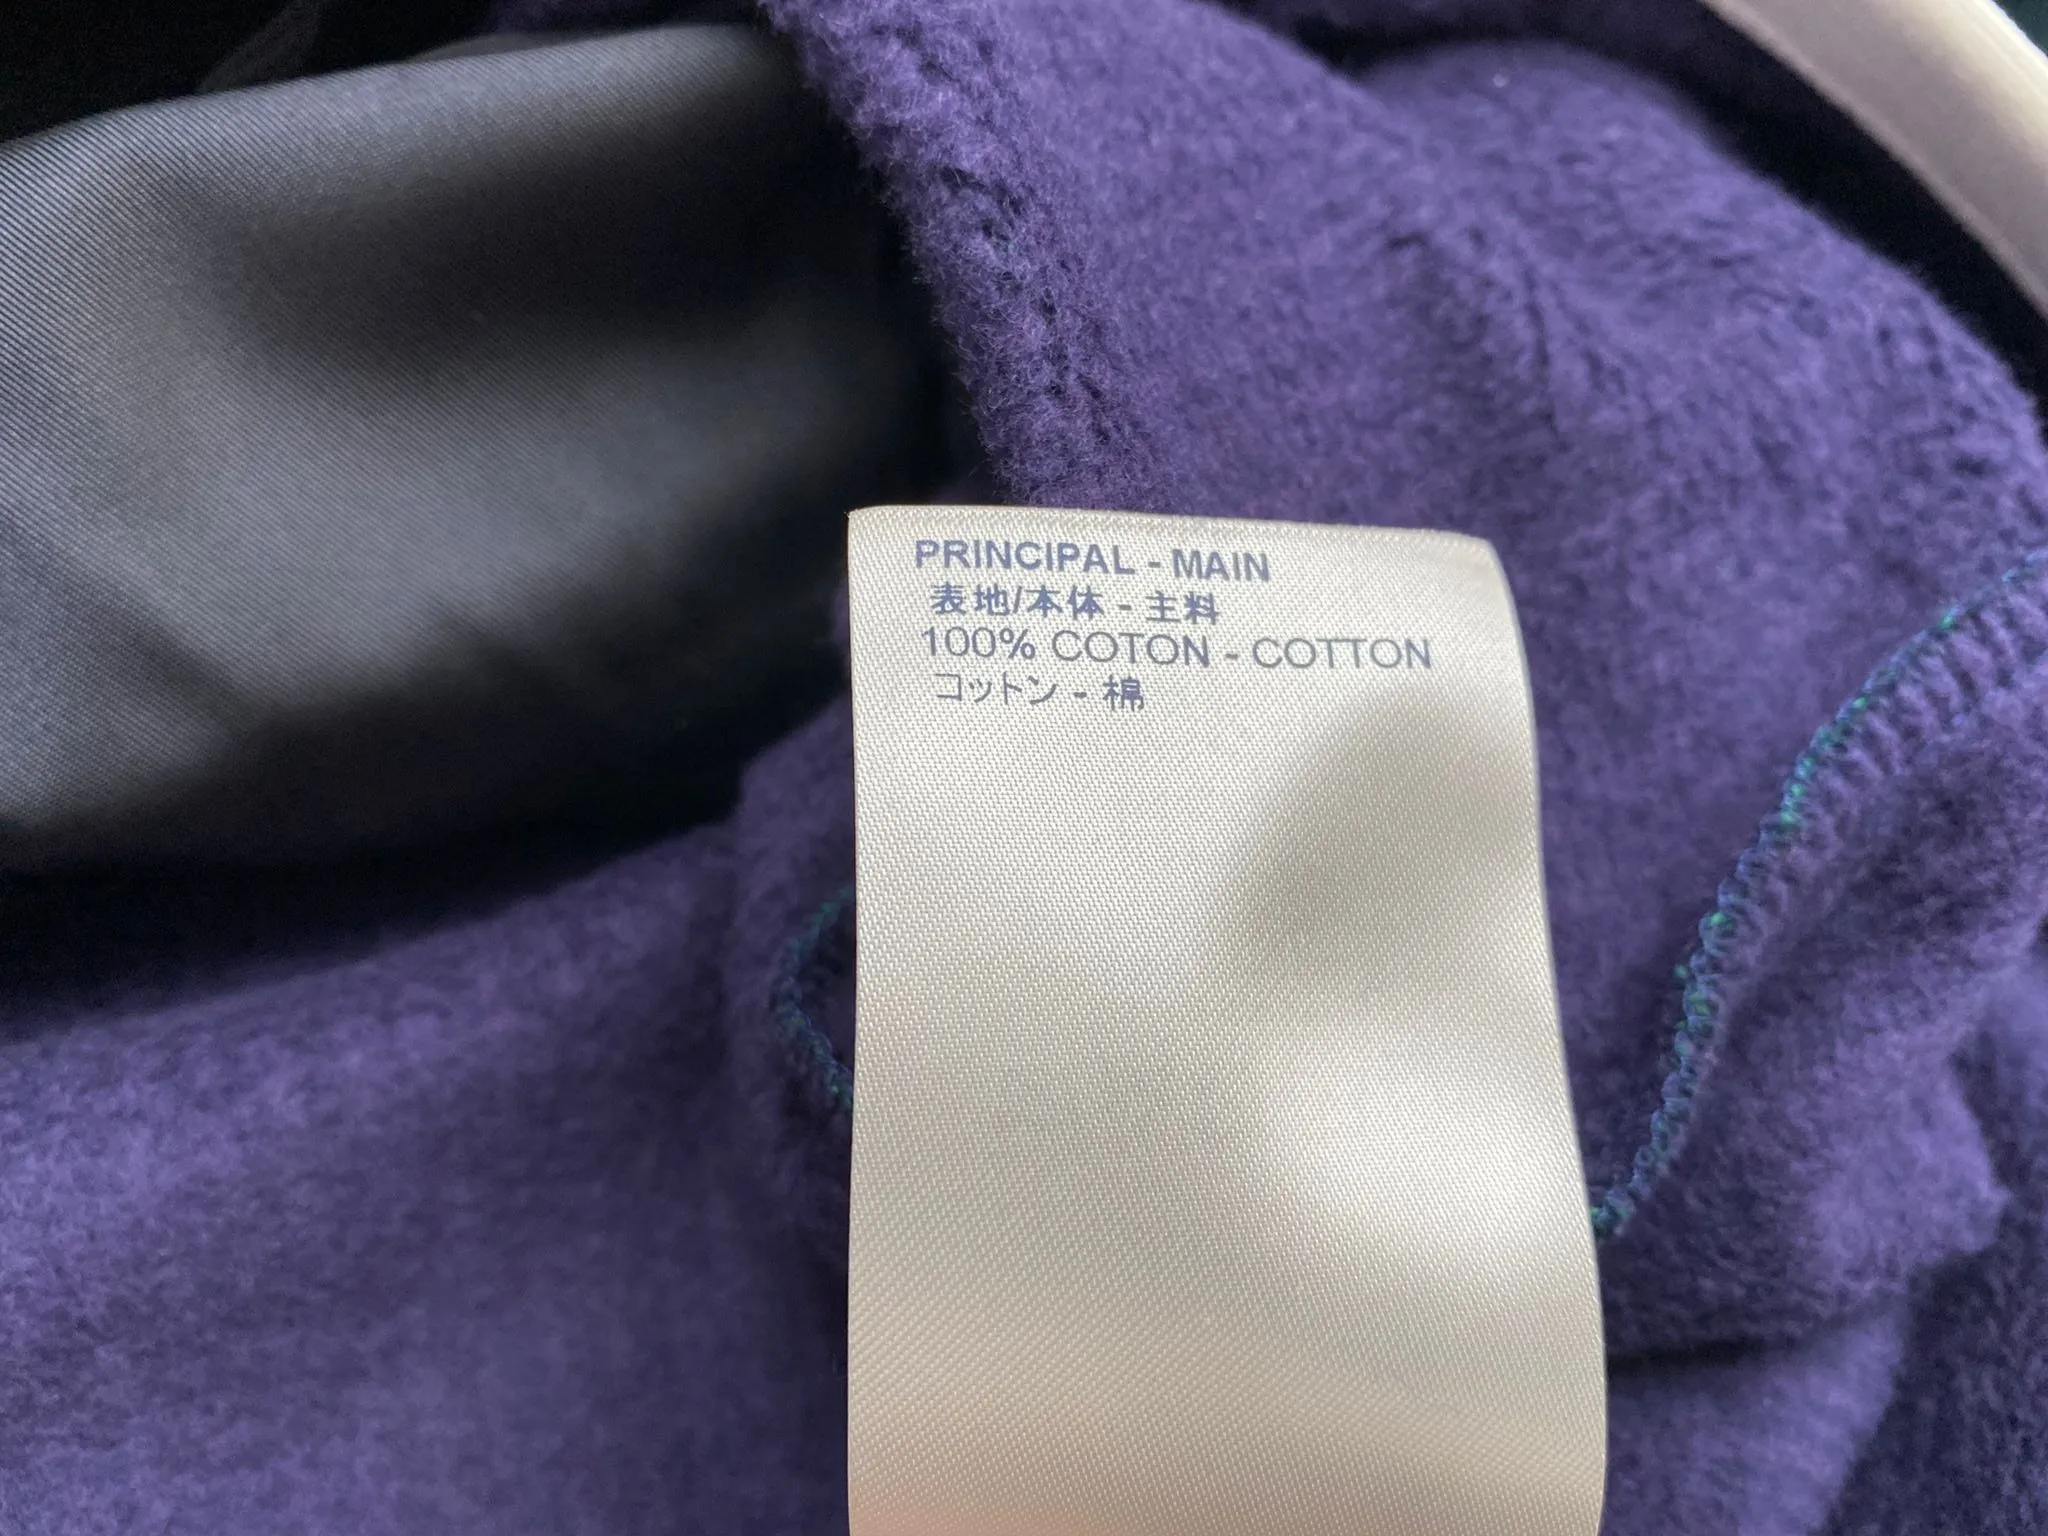 PRINCIPAL - MAIN
表地/本体 - 主料
100% COTON - COTTON
コットン - 棉